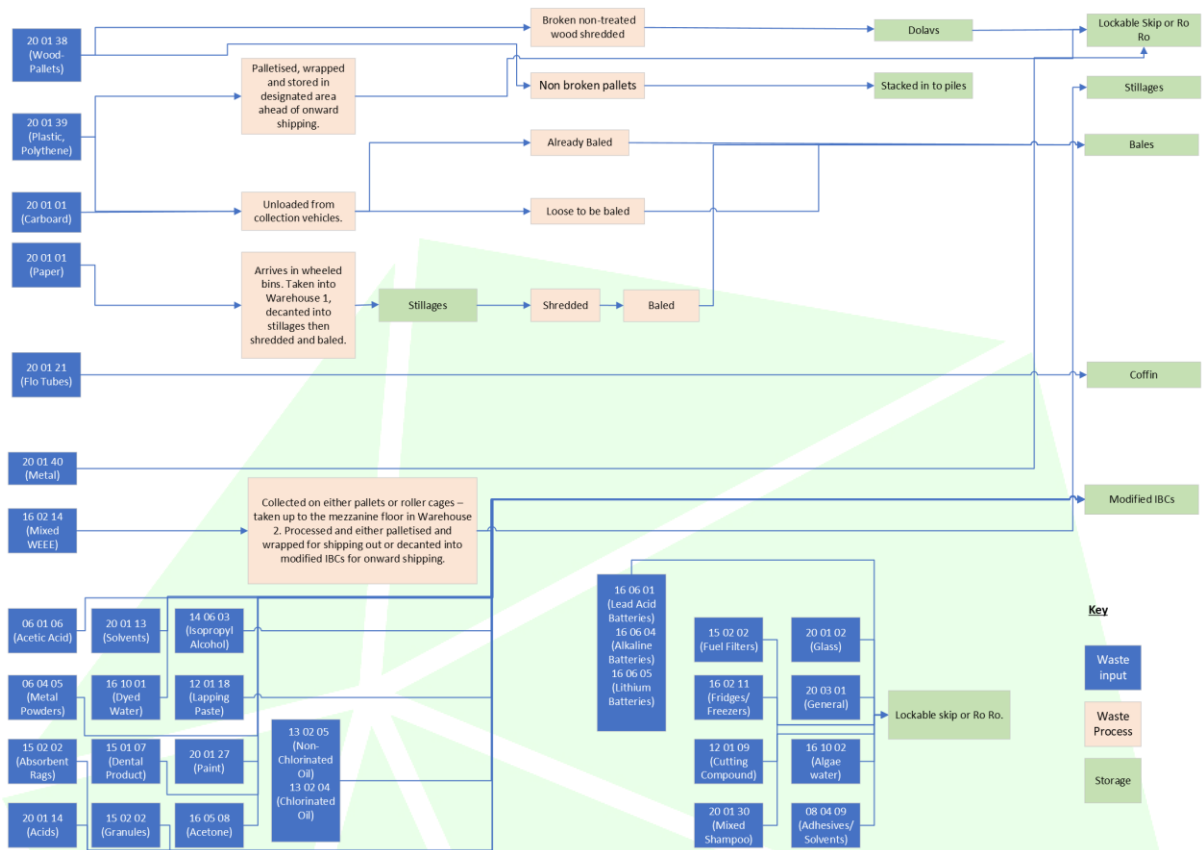 20 01 38
(Wood-
Pallets)
Broken non-treated
wood shredded
Dolavs
Lockable Skip or Ro
Ro
Palletised, wrapped
and stored in
designated area
ahead of onward
shipping.
Non broken pallets
Stacked in to piles
Stillages
20 01 39
(Plastic,
Polythene)
Already Baled
Bales
20 01 01
(Carboard)
Unloaded from
collection vehicles.
Loose to be baled
20 01 01
(Paper)
Arrives in wheeled
bins. Taken into
Warehouse 1,
decanted into
stillages then
shredded and baled.
Stillages
Shredded
Baled
20 01 21
(Flo Tubes)
Coffin
20 01 40
(Metal)
16 02 14
(Mixed
WEEE)
Collected on either pallets or roller cages –
taken up to the mezzanine floor in Warehouse
2. Processed and either palletised and
wrapped for shipping out or decanted into
modified IBCs for onward shipping.
Modified IBCs
06 01 06
(Acetic Acid)
20 01 13
(Solvents)
14 06 03
(Isopropyl
Alcohol)
06 04 05
(Metal
Powders)
16 10 01
(Dyed
Water)
12 01 18
(Lapping
Paste)
15 02 02
(Absorbent
Rags)
15 01 07
(Dental
Product)
20 01 27
(Paint)
20 01 14
(Acids)
15 02 02
(Granules)
16 05 08
(Acetone)
13 02 05
(Non-
Chlorinated
Oil)
13 02 04
(Chlorinated
Oil)
16 06 01
(Lead Acid
Batteries)
16 06 04
(Alkaline
Batteries)
16 06 05
(Lithium
Batteries)
15 02 02
(Fuel Filters)
20 01 02
(Glass)
16 02 11
(Fridges/
Freezers)
20 03 01
(General)
12 01 09
(Cutting
Compound)
16 10 02
(Algae
water)
20 01 30
(Mixed
Shampoo)
08 04 09
(Adhesives/
Solvents)
Lockable skip or Ro Ro.
Key
Waste
input
Waste
Process
Storage